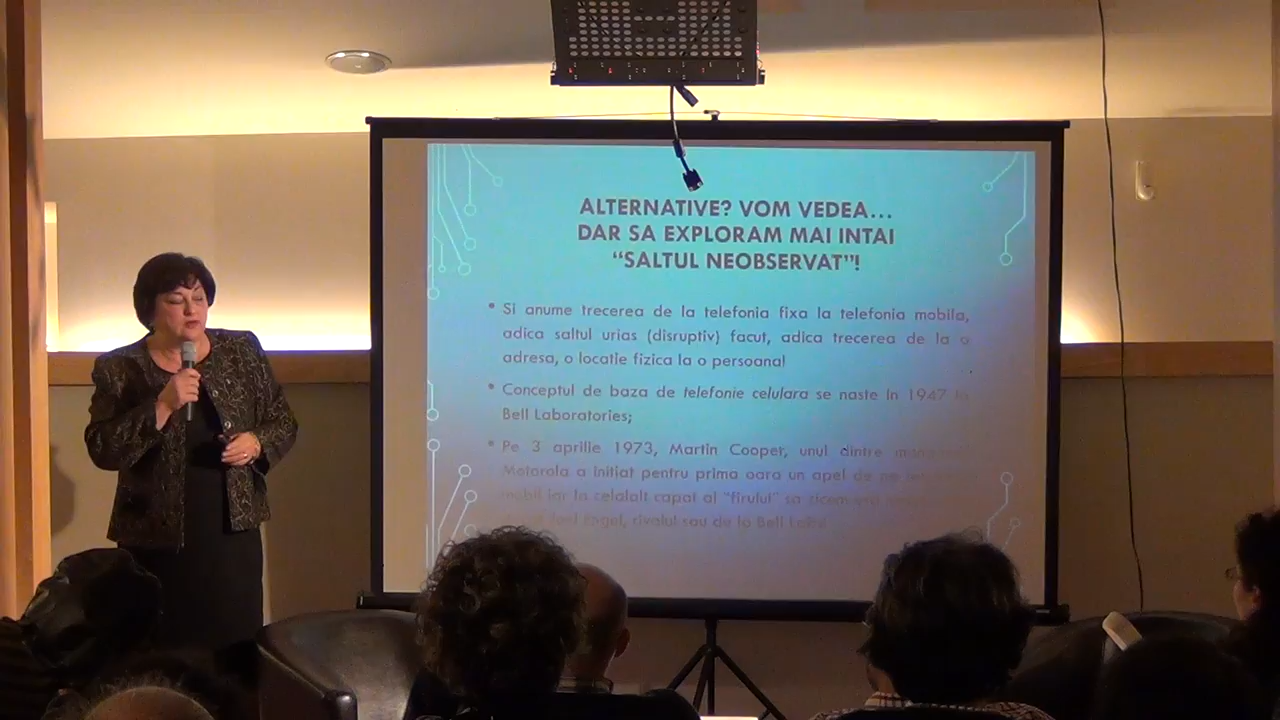 ALTERNATIVE? VOM VEDEA...
DAR SA EXPLORAM MAI INTAI
“SALTUL NEOBSERVAT”!
• Si anume trecerea de la telefonia fixa la telefonia mobila,
adica saltul urias (disruptiv) facut, adica trecerea de la o
adresa, o locatie fizica la o persoana!
• Conceptul de baza de telefonie celulara se naste in 1947 in
Bell Laboratories;
• Pe 3 aprilie 1973, Martin Cooper, unul dintre
Motorola a initiat pentru prima oara un apel de pe
mobil iar la celalalt capat al “firului” sa zicem
Joel Engel, rivalul sau de la Bell Labs!